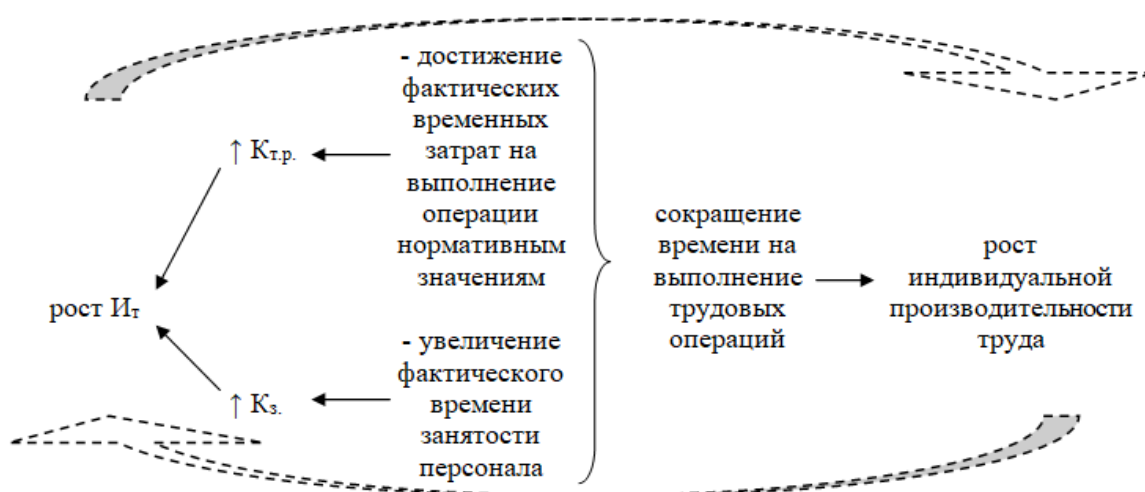 - достижение
фактических
временных
затрат на
выполнение
операции
нормативным
значениям
↑ Кт.р.
рост Ит
↑ Кз.
- увеличение
фактического
времени
занятости
персонала
сокращение
времени на
выполнение
трудовых
операций
рост
индивидуальной
производительности
труда